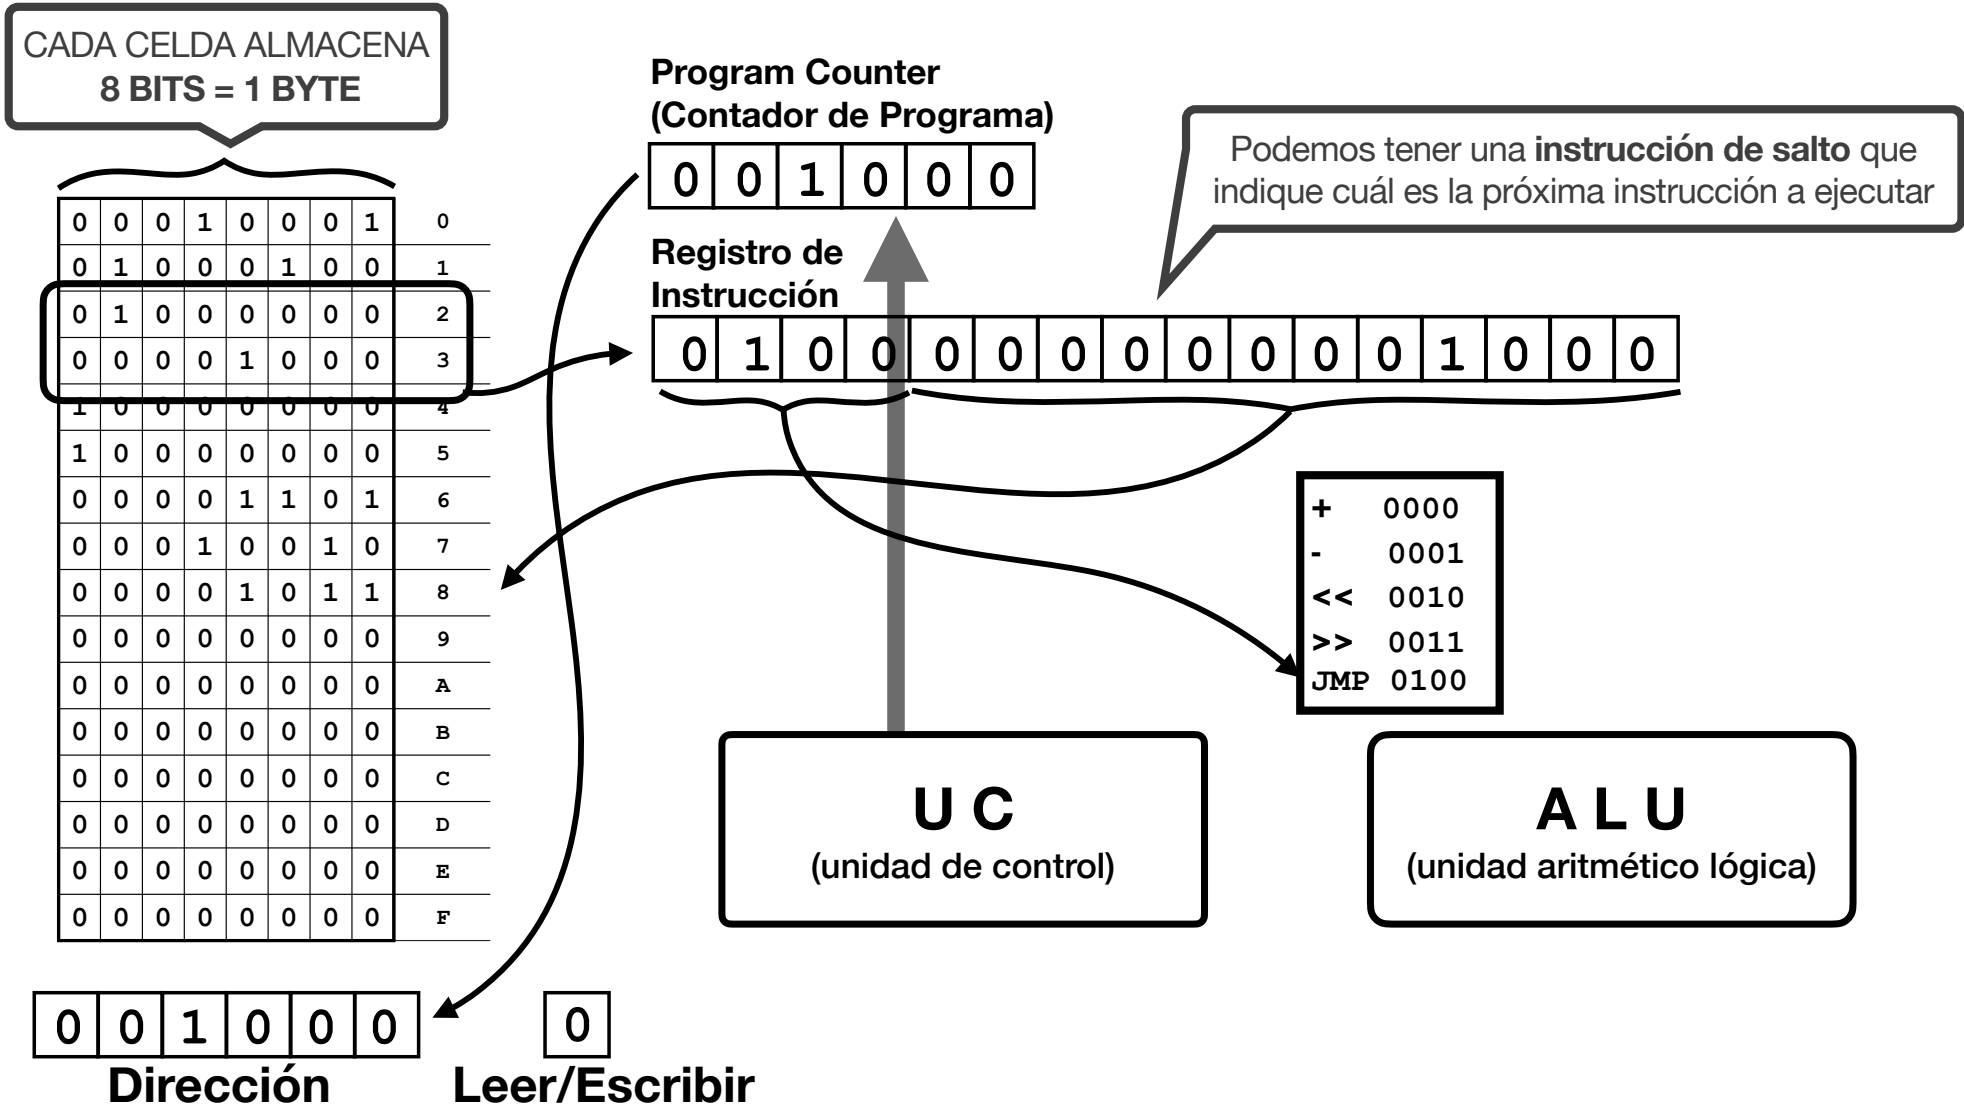 CADA CELDA ALMACENA
8 BITS = 1 BYTE
Program Counter
(Contador de Programa)
0 0 1 0 0 0
Podemos tener una instrucción de salto que
indique cuál es la próxima instrucción a ejecutar
Registro de
Instrucción
0 1 0 0 0 0 0 0 0 0 0 0 1 0 0 0
0 0 0 1 0 0 0 1 0
0 1 0 0 0 1 0 0 1
0 1 0 0 0 0 0 0 2
0 0 0 0 1 0 0 0 3
1 0 0 0 0 0 0 0 4
1 0 0 0 0 0 0 0 5
0 0 0 0 1 1 0 1 6
0 0 0 1 0 0 1 0 7
0 0 0 0 1 0 1 1 8
0 0 0 0 0 0 0 0 9
0 0 0 0 0 0 0 0 A
0 0 0 0 0 0 0 0 B
0 0 0 0 0 0 0 0 C
0 0 0 0 0 0 0 0 D
0 0 0 0 0 0 0 0 E
0 0 0 0 0 0 0 0 F
+ 0000
- 0001
<< 0010
>> 0011
JMP 0100
U C
(unidad de control)
A L U
(unidad aritmético lógica)
0 0 1 0 0 0
Dirección
0
Leer/Escribir